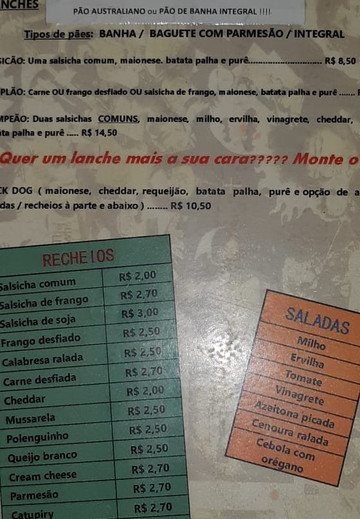 NCHES
PÃO AUSTRALIANO ou PÃO DE BANHA INTEGRAL !!!!
Tipos de pães: BANHA / BAGUETE COM PARMESÃO / INTEGRAL
SICÃO: Uma salsicha comum, maionese. batata palha e purê............................ R$ 8,50
PLÃO: Carne OU frango desfiado OU salsicha de frango, maionese, batata palha e purê .......
MPEÃO: Duas salsichas COMUNS, maionese, milho, ervilha, vinagrete, cheddar,
ta palha e purê ..... R$ 14,50
Quer um lanche mais a sua cara????? Monte o
CK DOG ( maionese, cheddar, requeijão, batata palha, purê e opção de a
das / recheios à parte e abaixo ) ........ R$ 10,50
RECHEIOS
Salsicha comum R$ 2,00
Salsicha de frango R$ 2,70
Salsicha de soja R$ 3,00
Frango desfiado R$ 2,50
Calabresa ralada R$ 2,50
Carne desfiada R$ 2,70
Cheddar R$ 2,00
Mussarela R$ 2,50
Polenguinho R$ 2,50
Queijo branco R$ 2,50
Cream cheese R$ 2,70
Parmesão R$ 2,70
Catupiry R$ 2,70
SALADAS
Milho
Ervilha
Tomate
Vinagrete
Azeitona picada
Cenoura ralada
Cebola com
orégano